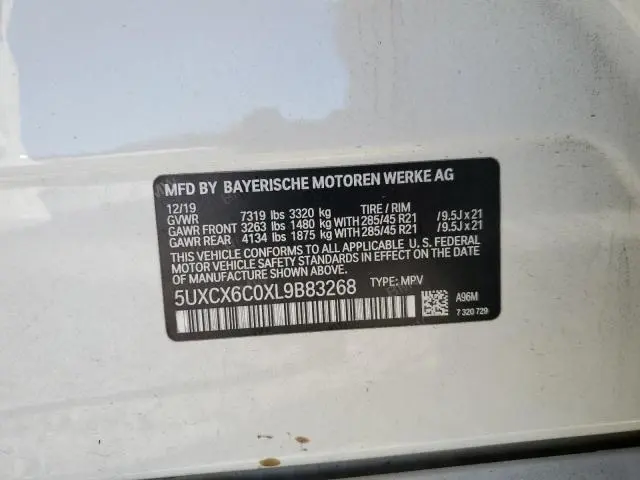 MFD BY BAYERISCHE MOTOREN WERKE AG
12/19 TIRE / RIM
GVWR 7319 lbs 3320 kg
GAWR FRONT 3263 lbs 1480 kg WITH 285/45 R21 /9.5J x 21
GAWR REAR 4134 lbs 1875 kg WITH 285/45 R21 /9.5J x 21
THIS VEHICLE CONFORMS TO ALL APPLICABLE U. S. FEDERAL
MOTOR VEHICLE SAFETY STANDARDS IN EFFECT ON THE DATE
OF MANUFACTURE SHOWN ABOVE.
5UXCX6C0XL9B83268 TYPE: MPV
A96M
7 320 729